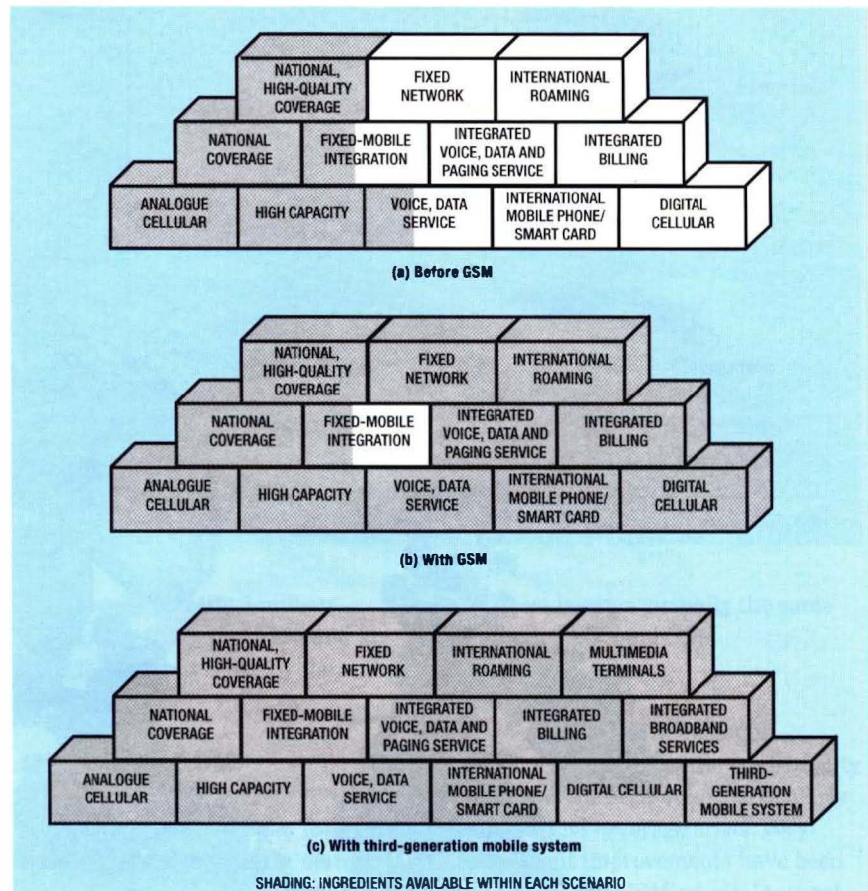 NATIONAL,
HIGH-QUALITY
COVERAGE
FIXED
NETWORK
INTERNATIONAL
ROAMING
NATIONAL
COVERAGE
FIXED-MOBILE
INTEGRATION
INTEGRATED
VOICE, DATA AND
PAGING SERVICE
INTEGRATED
BILLING
ANALOGUE
CELLULAR
HIGH CAPACITY
VOICE, DATA
SERVICE
INTERNATIONAL
MOBILE PHONE/
SMART CARD
DIGITAL
CELLULAR
(a) Before GSM
NATIONAL,
HIGH-QUALITY
COVERAGE
FIXED
NETWORK
INTERNATIONAL
ROAMING
NATIONAL
COVERAGE
FIXED-MOBILE
INTEGRATION
INTEGRATED
VOICE, DATA AND
PAGING SERVICE
INTEGRATED
BILLING
ANALOGUE
CELLULAR
HIGH CAPACITY
VOICE, DATA
SERVICE
INTERNATIONAL
MOBILE PHONE/
SMART CARD
DIGITAL
CELLULAR
(b) With GSM
NATIONAL,
HIGH-QUALITY
COVERAGE
FIXED
NETWORK
INTERNATIONAL
ROAMING
MULTIMEDIA
TERMINALS
NATIONAL
COVERAGE
FIXED-MOBILE
INTEGRATION
INTEGRATED
VOICE, DATA AND
PAGING SERVICE
INTEGRATED
BILLING
INTEGRATED
BROADBAND
SERVICES
ANALOGUE
CELLULAR
HIGH CAPACITY
VOICE, DATA
SERVICE
INTERNATIONAL
MOBILE PHONE/
SMART CARD
DIGITAL CELLULAR
THIRD-
GENERATION
MOBILE SYSTEM
(c) With third-generation mobile system
SHADING: INGREDIENTS AVAILABLE WITHIN EACH SCENARIO